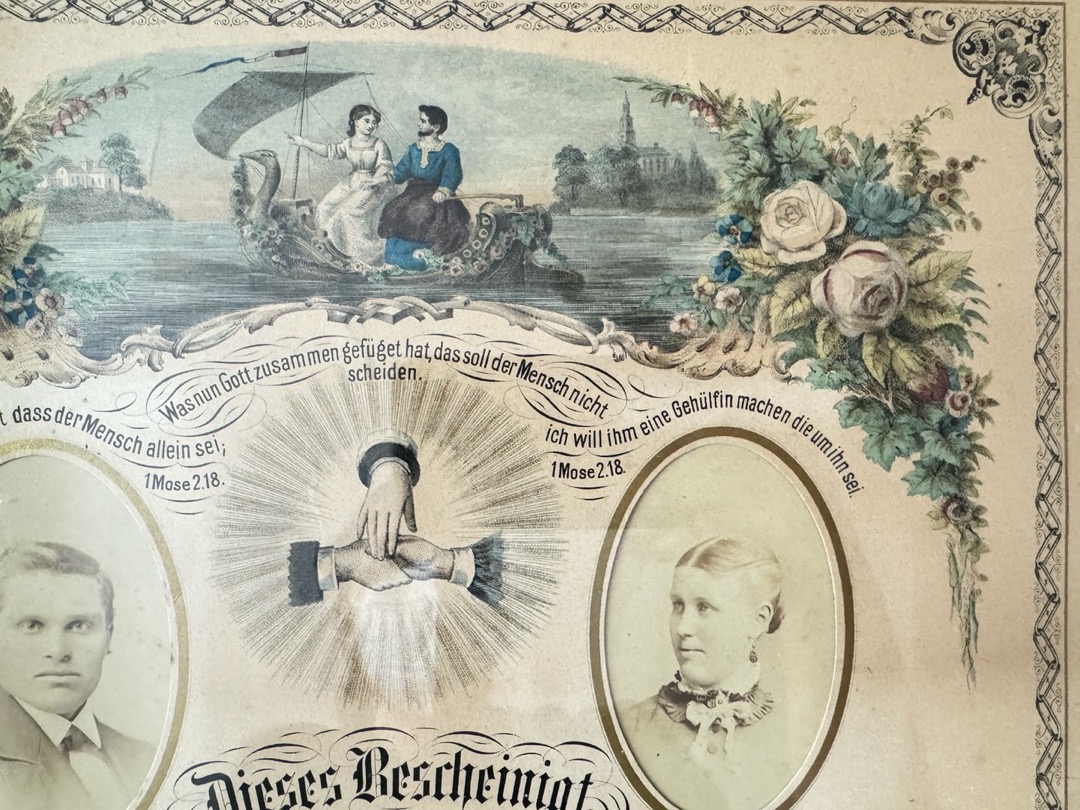 Was nun Gott zusammen gefüget hat, das soll der Mensch nicht
scheiden.
t dass der Mensch allein sei;
1 Mose 2.18.
ich will ihm eine Gehülfin machen die um ihn sei.
1 Mose 2.18.
Dieses Bescheinigt